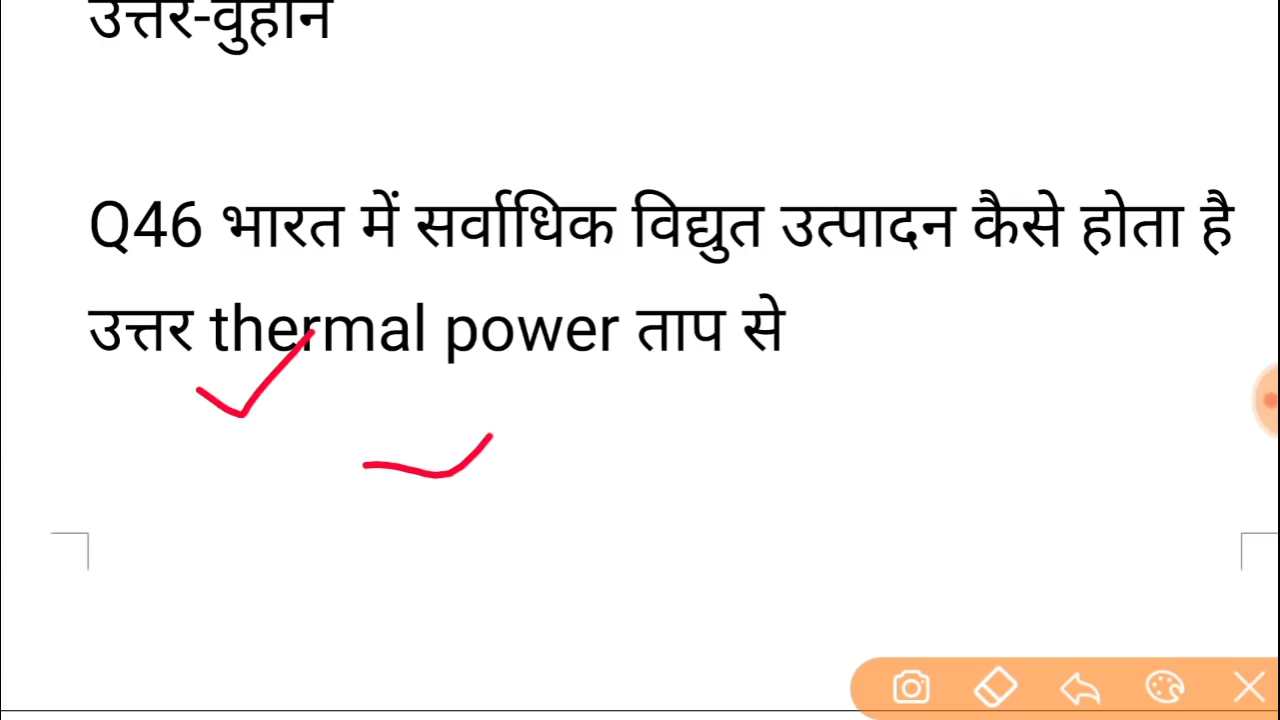 उत्तर-वुहान
Q46 भारत में सर्वाधिक विद्युत उत्पादन कैसे होता है
उत्तर thermal power ताप से